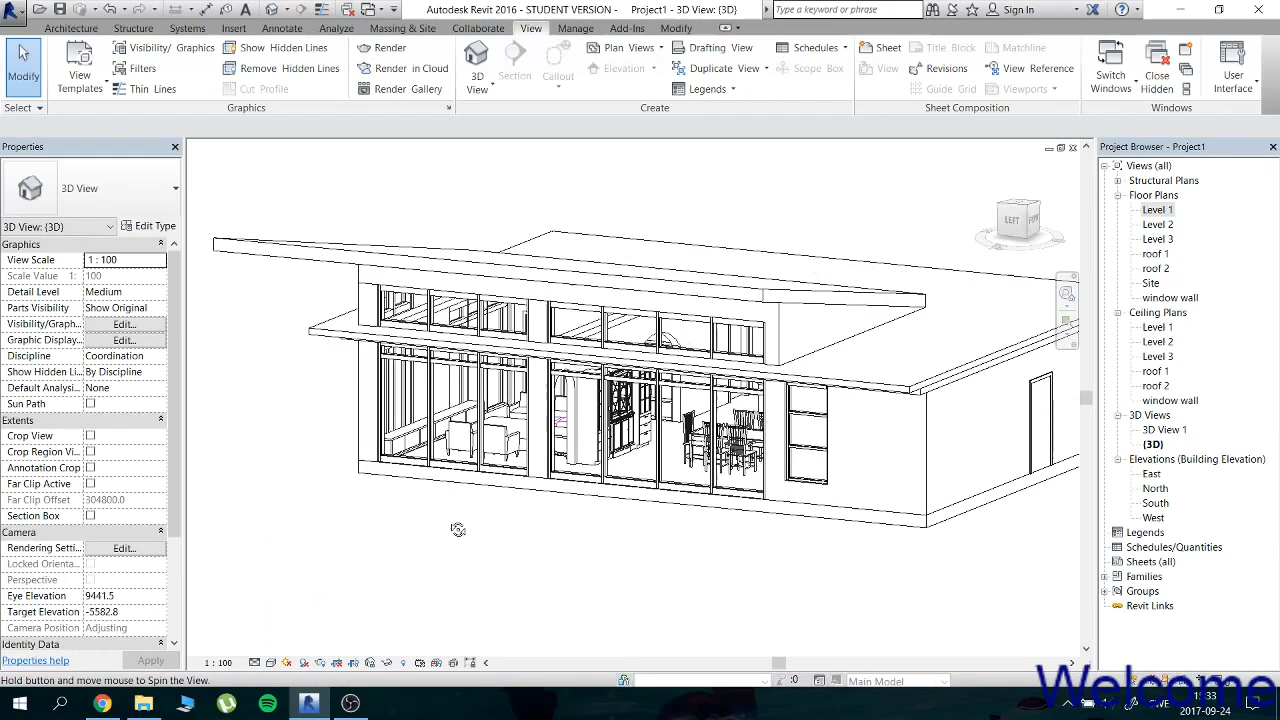 Autodesk Revit 2016 - STUDENT VERSION - Project1 - 3D View: {3D}
Type a keyword or phrase
Sign In
Architecture Structure Systems Insert Annotate Analyze Massing & Site Collaborate View Manage Add-Ins Modify
Modify
View Templates
Visibility/ Graphics
Filters
Thin Lines
Show Hidden Lines
Remove Hidden Lines
Cut Profile
Render
Render in Cloud
Render Gallery
3D View
Section
Callout
Plan Views
Elevation
Drafting View
Duplicate View
Legends
Schedules
Scope Box
Sheet
View
Title Block
Revisions
Guide Grid
Matchline
View Reference
Viewports
Switch Windows
Close Hidden
User Interface
Select Graphics Create Sheet Composition Windows
Properties
3D View
3D View: {3D} Edit Type
Graphics
View Scale 1 : 100
Scale Value 1: 100
Detail Level Medium
Parts Visibility Show Original
Visibility/Graph... Edit...
Graphic Display... Edit...
Discipline Coordination
Show Hidden Li... By Discipline
Default Analysi... None
Sun Path
Extents
Crop View
Crop Region Vi...
Annotation Crop
Far Clip Active
Far Clip Offset 304800.0
Section Box
Camera
Rendering Setti... Edit...
Locked Orienta...
Perspective
Eye Elevation 9441.5
Target Elevation -5582.8
Camera Position Adjusting
Identity Data
Properties help Apply
LEFT
Project Browser - Project1
Views (all)
Structural Plans
Floor Plans
Level 1
Level 2
Level 3
roof 1
roof 2
Site
window wall
Ceiling Plans
Level 1
Level 2
Level 3
roof 1
roof 2
window wall
3D Views
3D View 1
{3D}
Elevations (Building Elevation)
East
North
South
West
Legends
Schedules/Quantities
Sheets (all)
Families
Groups
Revit Links
1 : 100
Hold button and move mouse to Spin the View.
:0
Main Model
Welcome
SWE
15:33
2017-09-24